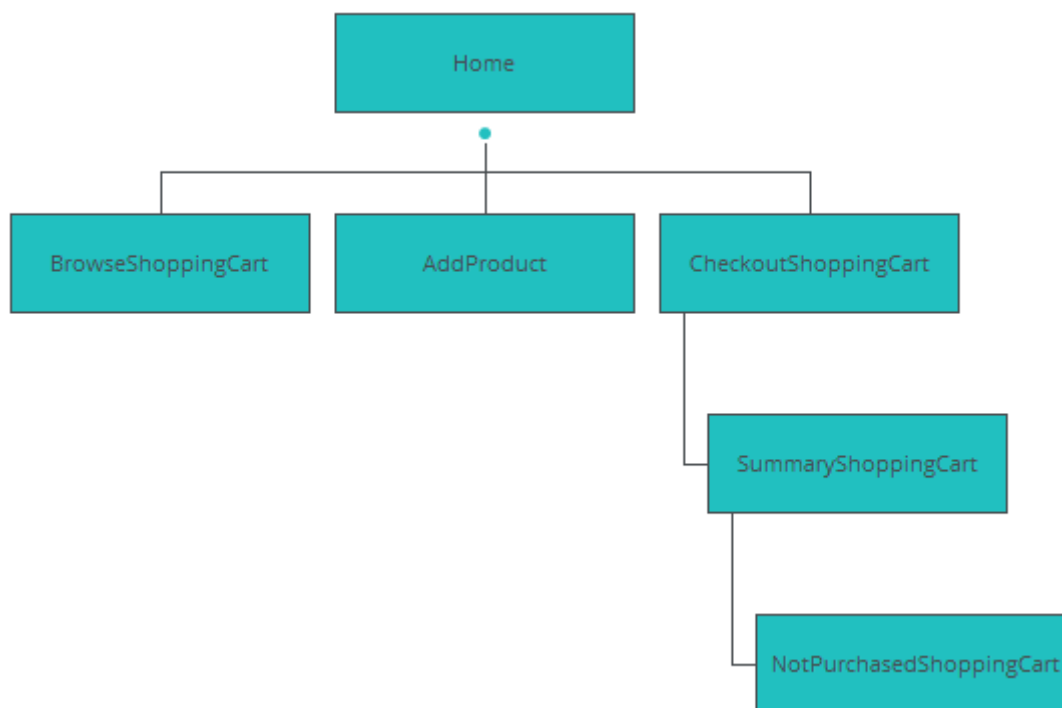 Home
BrowseShoppingCart
AddProduct
CheckoutShoppingCart
SummaryShoppingCart
NotPurchasedShoppingCart